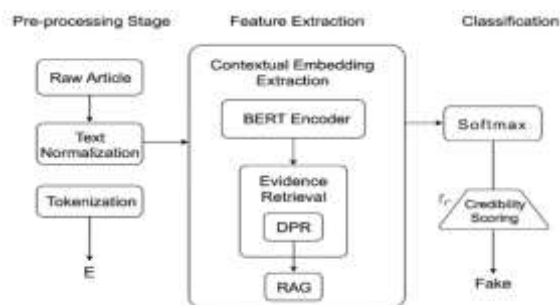 Pre-processing Stage
Feature Extraction
Classification
Raw Article
Text
Normalization
Tokenization
E
Contextual Embedding
Extraction
BERT Encoder
Evidence
Retrieval
DPR
RAG
Softmax
Credibility
Scoring
Fake